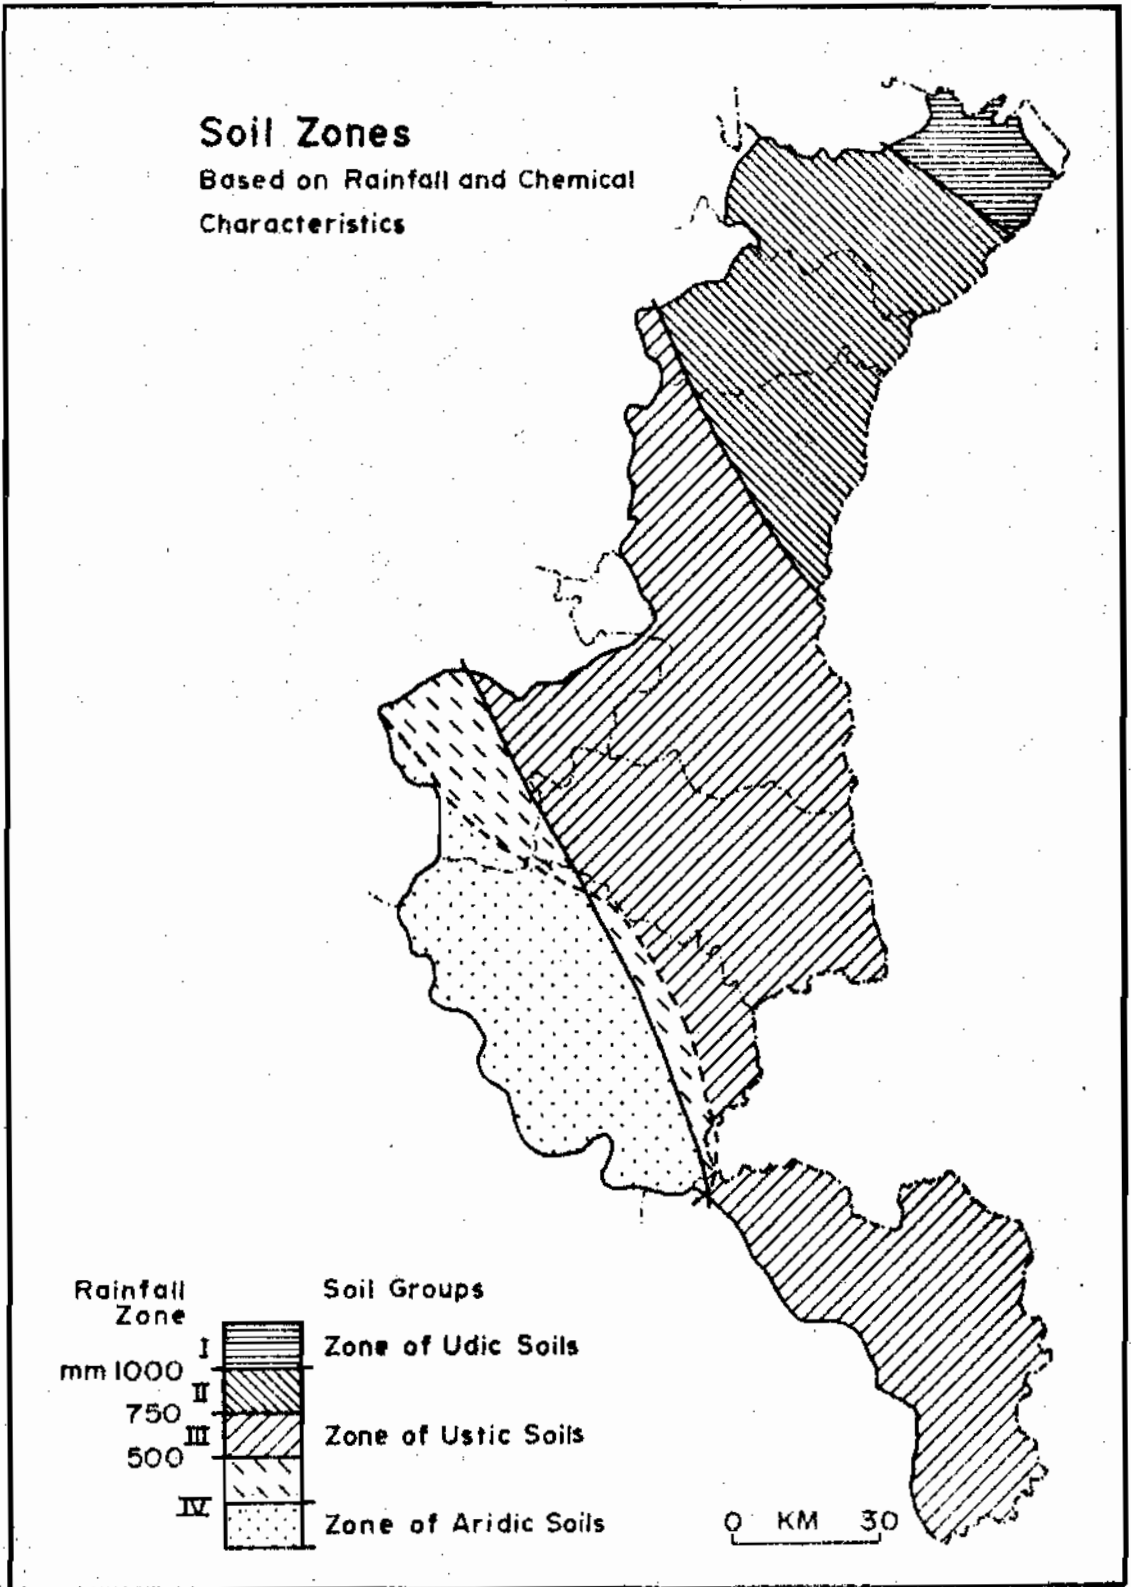 Soil Zones
Based on Rainfall and Chemical
Characteristics
Rainfall
Zone
Soil Groups
I
Zone of Udic Soils
mm 1000
II
750
III
Zone of Ustic Soils
500
IV
Zone of Aridic Soils
0 KM 30